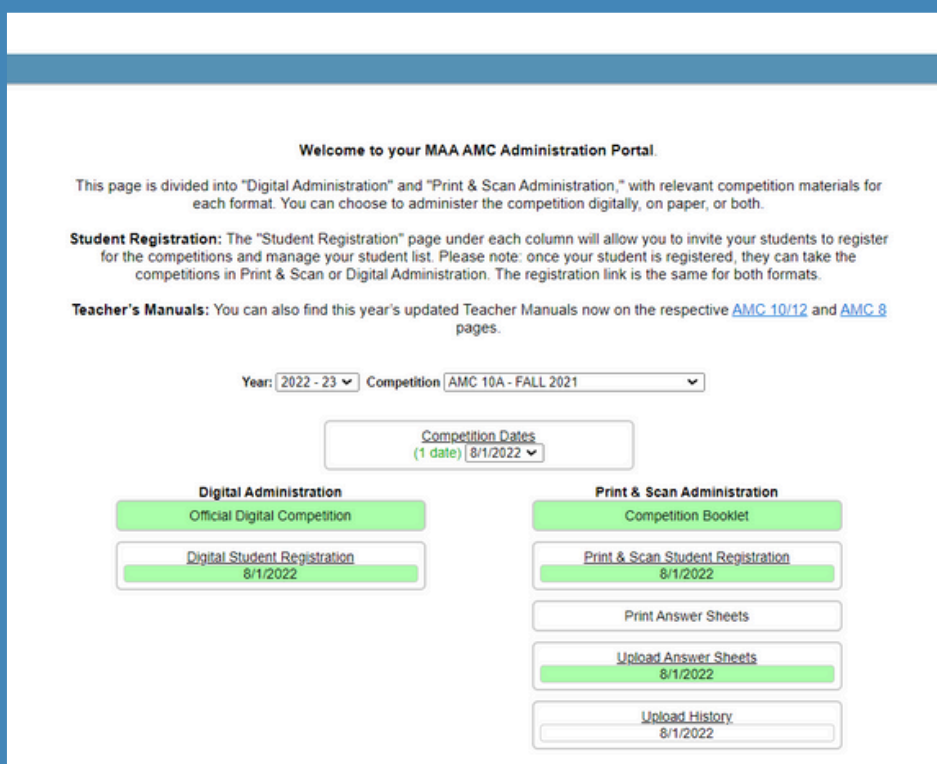 Welcome to your MAA AMC Administration Portal.
This page is divided into "Digital Administration" and "Print & Scan Administration," with relevant competition materials for
each format. You can choose to administer the competition digitally, on paper, or both.
Student Registration: The "Student Registration" page under each column will allow you to invite your students to register
for the competitions and manage your student list. Please note: once your student is registered, they can take the
competitions in Print & Scan or Digital Administration. The registration link is the same for both formats.
Teacher's Manuals: You can also find this year's updated Teacher Manuals now on the respective AMC 10/12 and AMC 8
pages.
Year: 2022 - 23 Competition AMC 10A - FALL 2021
Competition Dates
(1 date) 8/1/2022
Digital Administration
Official Digital Competition
Digital Student Registration
8/1/2022
Print & Scan Administration
Competition Booklet
Print & Scan Student Registration
8/1/2022
Print Answer Sheets
Upload Answer Sheets
8/1/2022
Upload History
8/1/2022